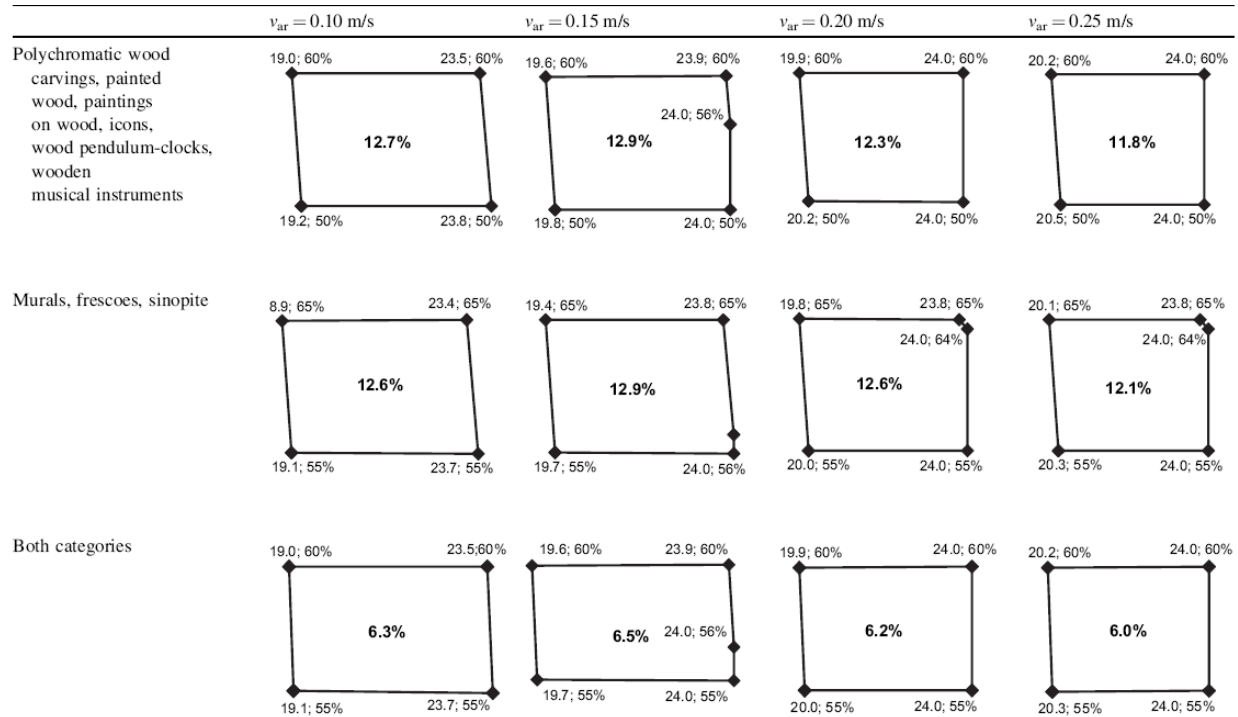 v_ar = 0.10 m/s v_ar = 0.15 m/s v_ar = 0.20 m/s v_ar = 0.25 m/s
Polychromatic wood
carvings, painted
wood, paintings
on wood, icons,
wood pendulum-clocks,
wooden
musical instruments
19.0; 60% 23.5; 60% 19.6; 60% 23.9; 60% 19.9; 60% 24.0; 60% 20.2; 60% 24.0; 60%
24.0; 56%
12.7% 12.9% 12.3% 11.8%
19.2; 50% 23.8; 50% 19.8; 50% 24.0; 50% 20.2; 50% 24.0; 50% 20.5; 50% 24.0; 50%
Murals, frescoes, sinopite
8.9; 65% 23.4; 65% 19.4; 65% 23.8; 65% 19.8; 65% 23.8; 65% 20.1; 65% 23.8; 65%
24.0; 64% 24.0; 64%
12.6% 12.9% 12.6% 12.1%
19.1; 55% 23.7; 55% 19.7; 55% 24.0; 56% 20.0; 55% 24.0; 55% 20.3; 55% 24.0; 55%
Both categories
19.0; 60% 23.5;60% 19.6; 60% 23.9; 60% 19.9; 60% 24.0; 60% 20.2; 60% 24.0; 60%
6.3% 6.5% 24.0; 56% 6.2% 6.0%
19.1; 55% 23.7; 55% 19.7; 55% 24.0; 55% 20.0; 55% 24.0; 55% 20.3; 55% 24.0; 55%